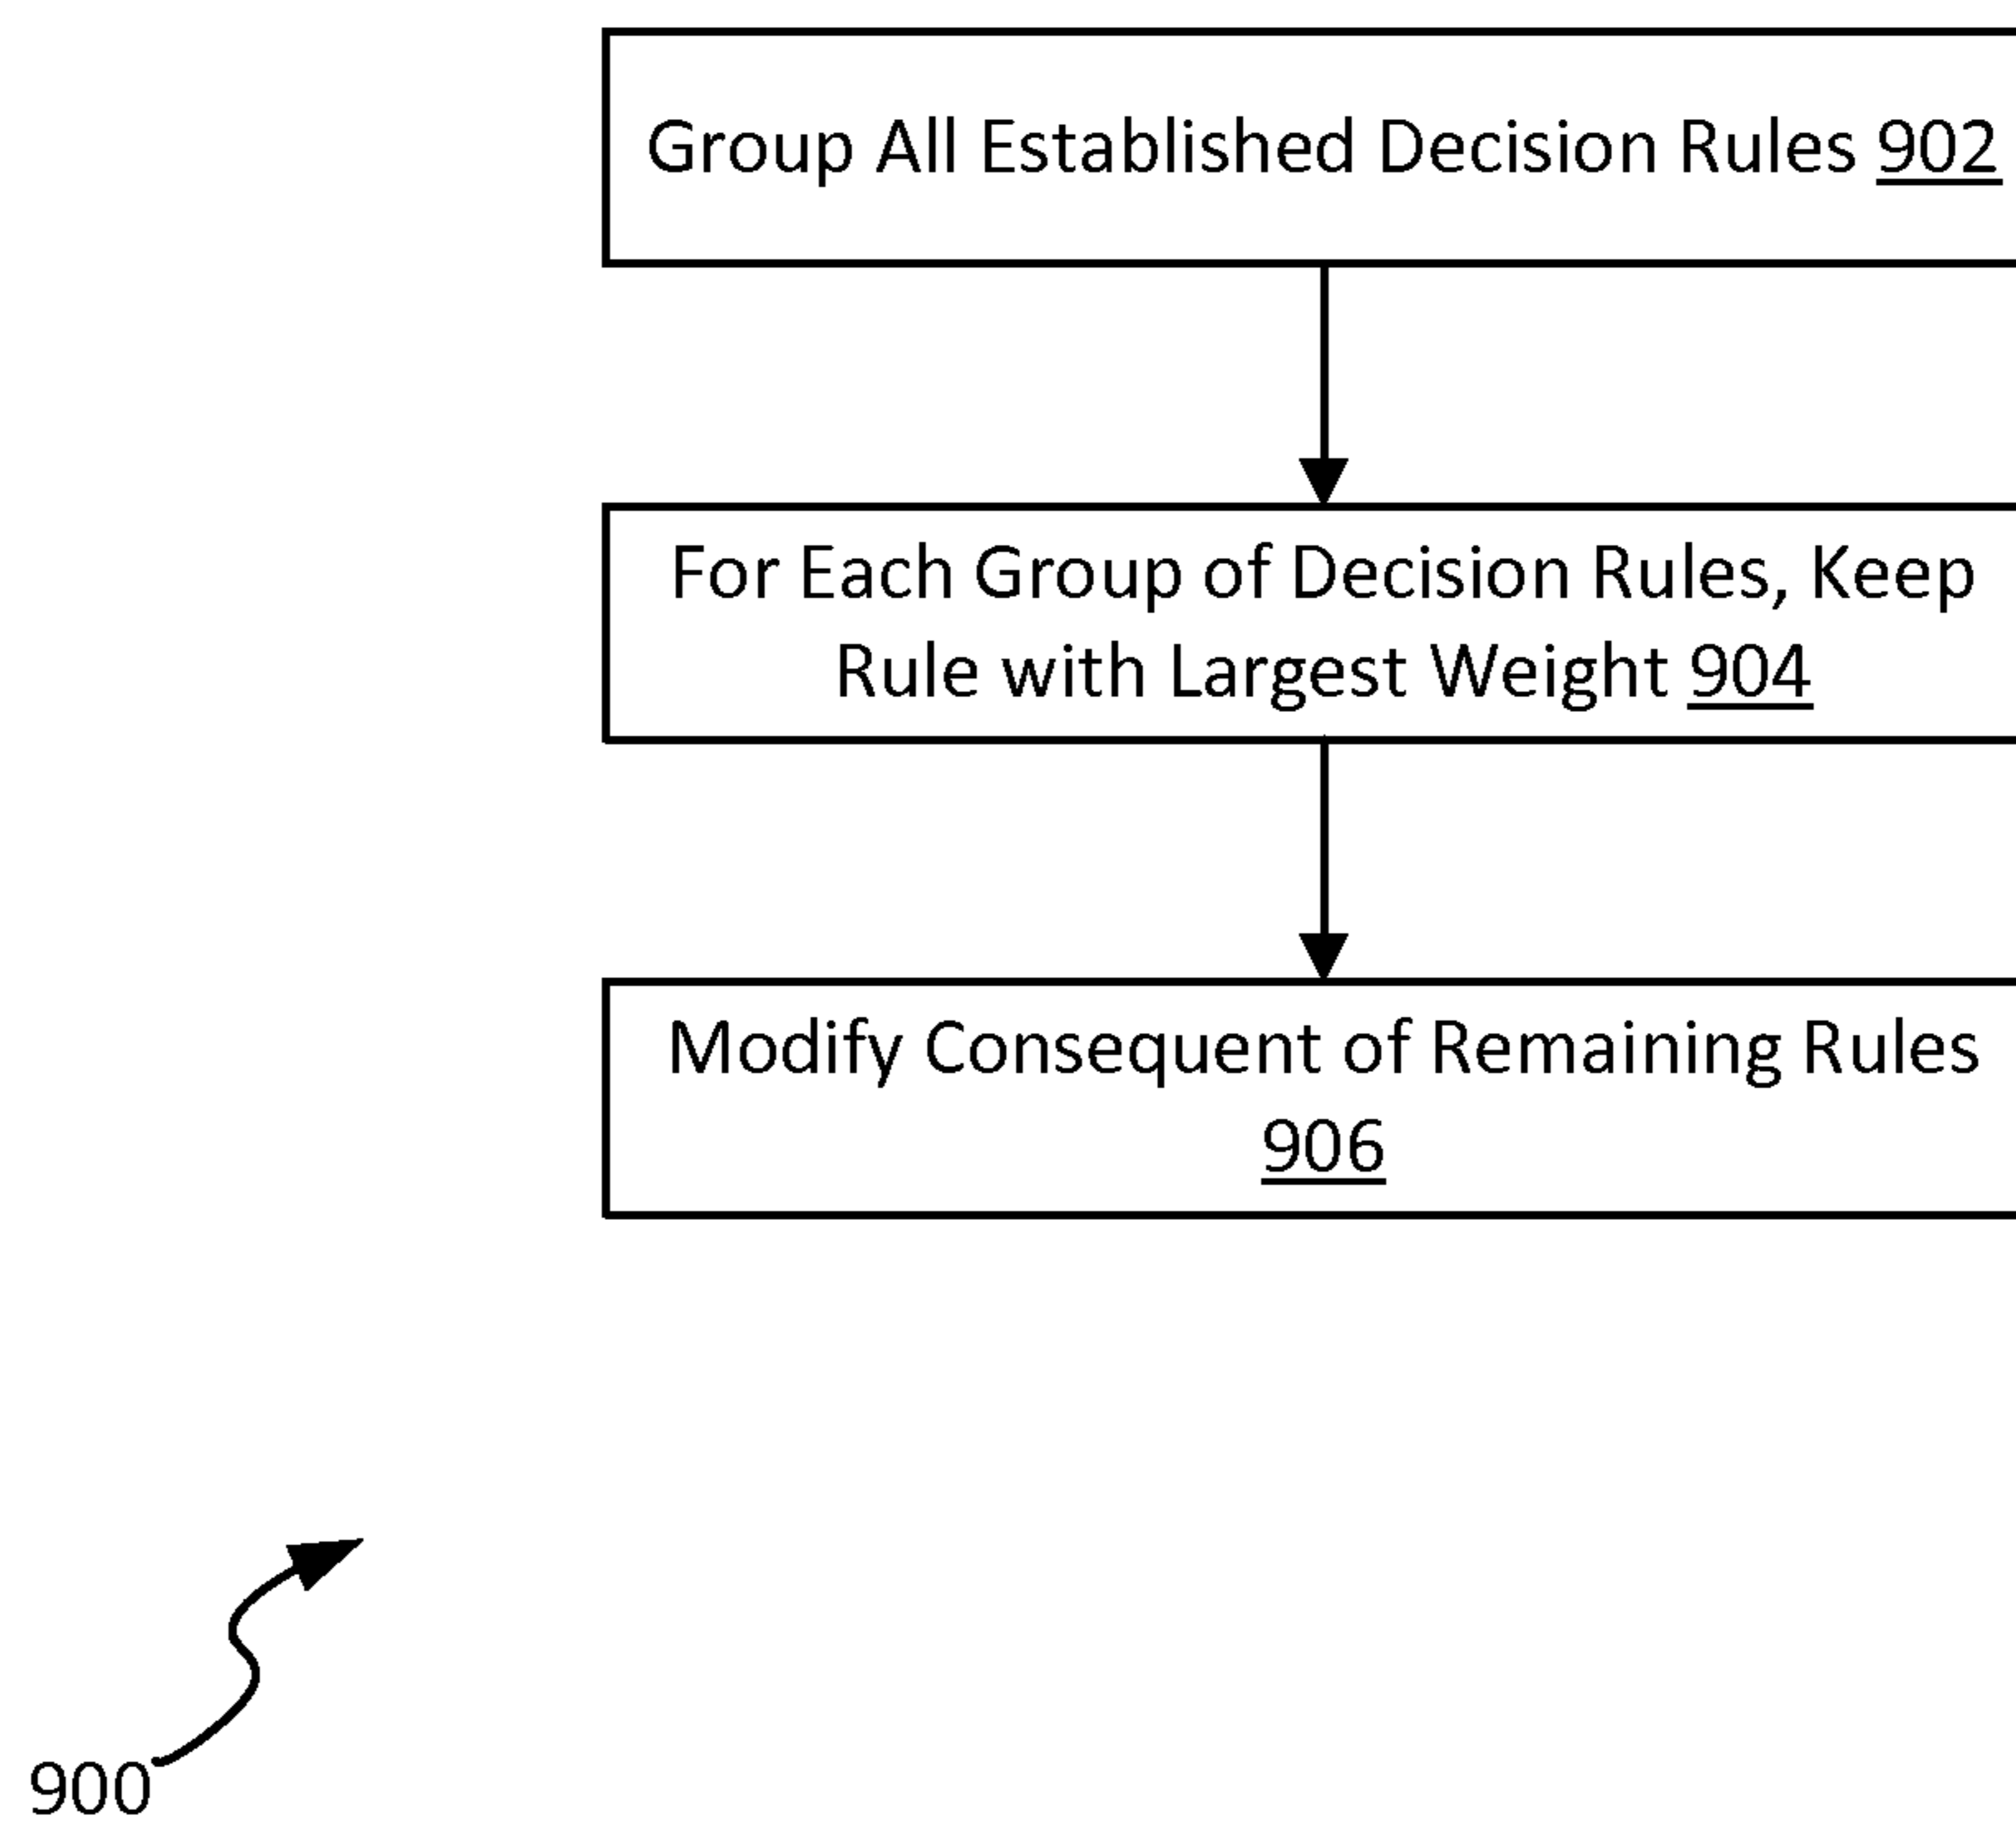 Group All Established Decision Rules 902
For Each Group of Decision Rules, Keep
Rule with Largest Weight 904
Modify Consequent of Remaining Rules
906
900